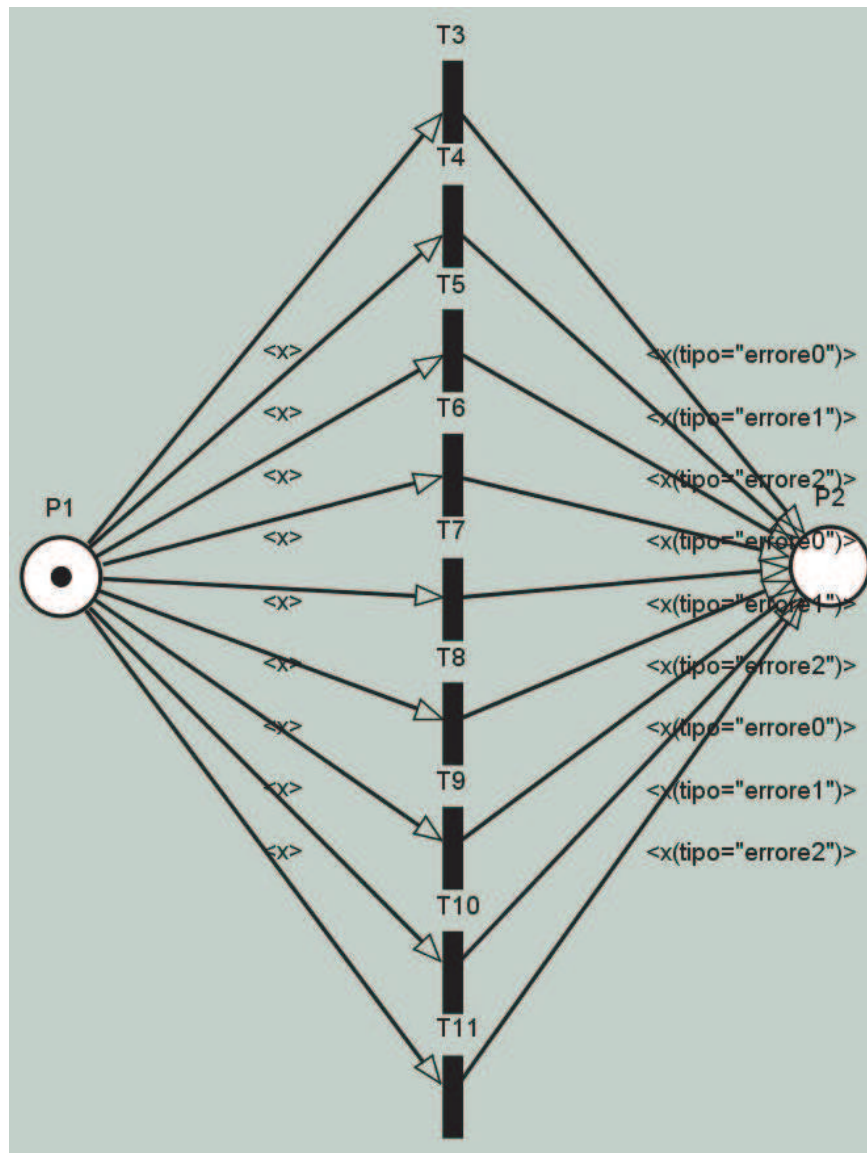 T3
T4
T5
<x> <x(tipo="errore0")>
T6
<x> <x(tipo="errore1")>
<x> <x(tipo="errore2")>
P1 P2
T7
<x> <x(tipo="errore0")>
<x> <x(tipo="errore1")>
T8
<x> <x(tipo="errore2")>
<x> <x(tipo="errore0")>
T9
<x> <x(tipo="errore1")>
<x> <x(tipo="errore2")>
T10
T11